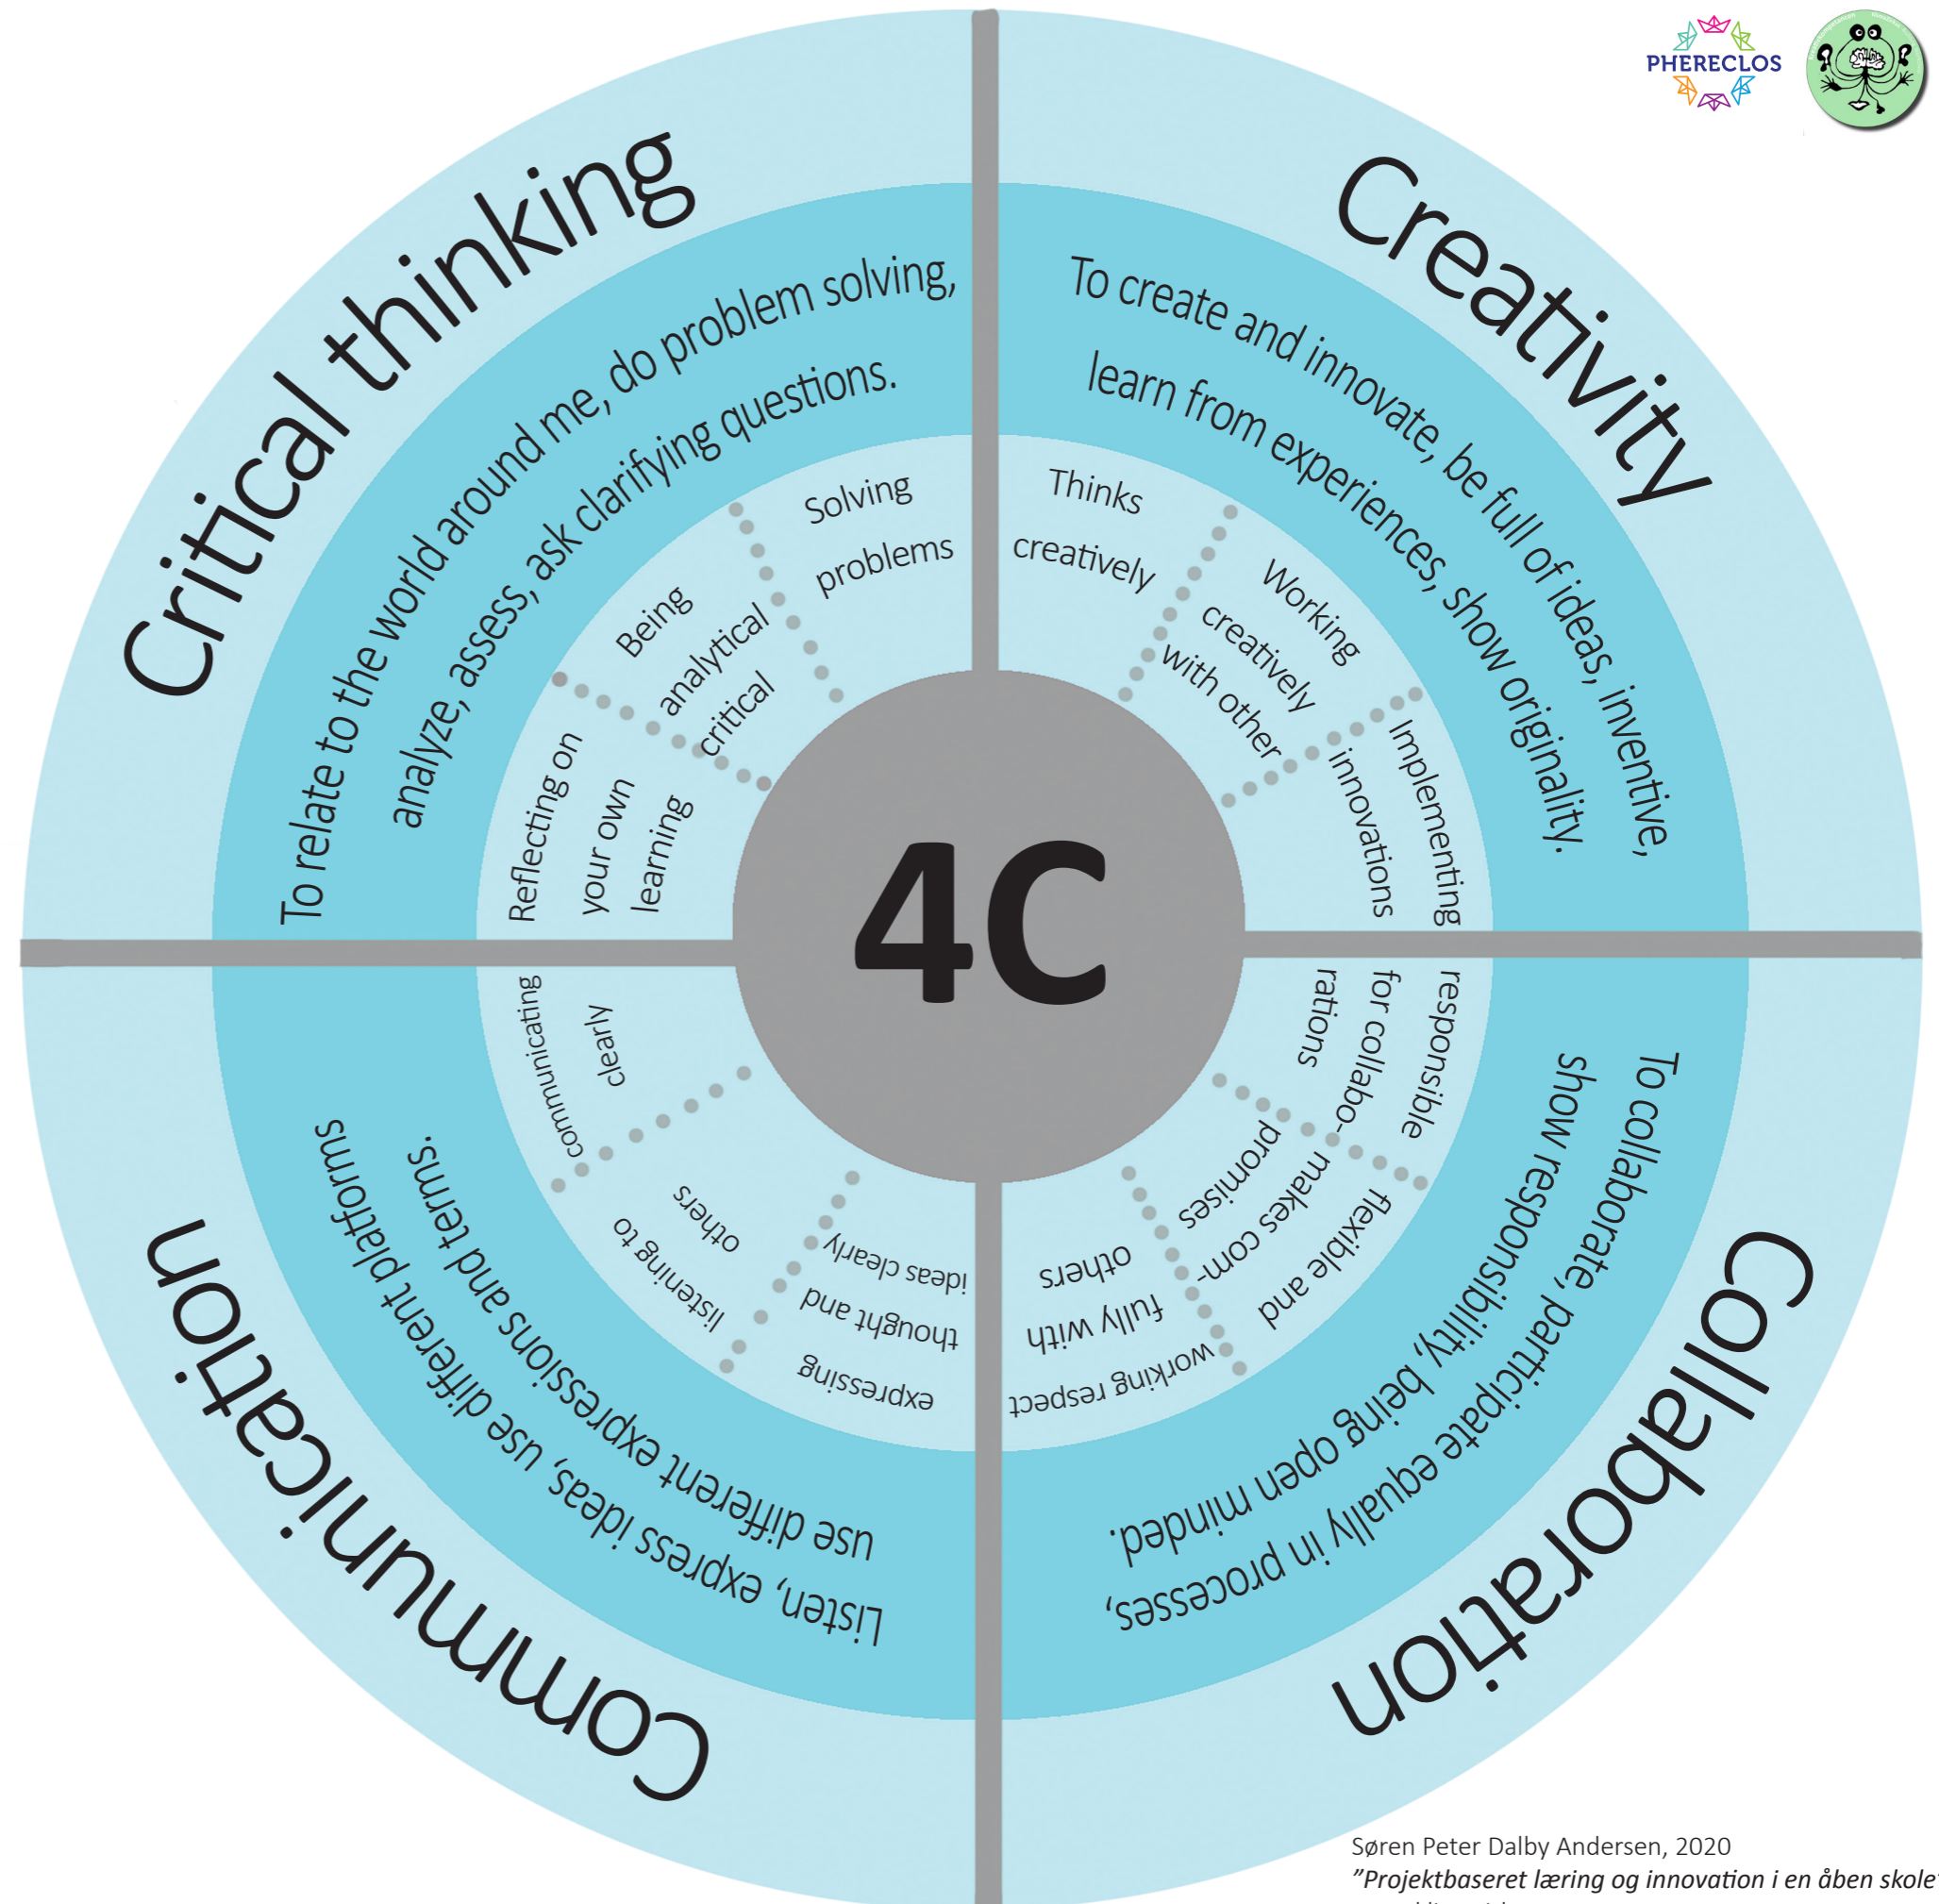 PHERECLOS
4C
Critical thinking
To relate to the world around me, do problem solving,
analyze, assess, ask clarifying questions.
Reflecting on
your own
learning
Being
analytical
critical
Solving
problems
Creativity
To create and innovate, be full of ideas, inventive,
learn from experiences, show originality.
Thinks
creatively
Working
creatively
with other
Implementing
innovations
Collaboration
To collaborate, participate equally in processes,
show responsibility, being open minded.
responsible
for collabo-
rations
flexible and
makes com-
promises
working respect
fully with
others
Communication
Listen, express ideas, use different platforms
use different expressions and terms.
expressing
thought and
ideas clearly
listening to
others
communicating
clearly
Søren Peter Dalby Andersen, 2020
"Projektbaseret læring og innovation i en åben skole"